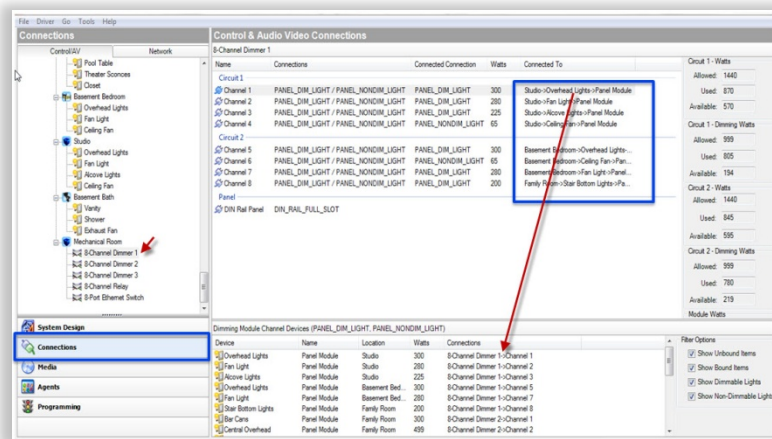 File Driver Go Tools Help
Connections
Control/AV Network
Pool Table
Theater Sconces
Closet
Basement Bedroom
Overhead Lights
Fan Light
Ceiling Fan
Studio
Overhead Lights
Fan Light
Alcove Lights
Ceiling Fan
Basement Bath
Vanity
Shower
Exhaust Fan
Mechanical Room
8-Channel Dimmer 1
8-Channel Dimmer 2
8-Channel Dimmer 3
8-Channel Relay
8-Port Ethernet Switch
System Design
Connections
Media
Agents
Programming
Control & Audio Video Connections
8-Channel Dimmer 1
Name Connections Connected Connection Watts Connected To
Circuit 1
Channel 1 PANEL_DIM_LIGHT / PANEL_NONDIM_LIGHT PANEL_DIM_LIGHT 300 Studio->Overhead Lights->Panel Module
Channel 2 PANEL_DIM_LIGHT / PANEL_NONDIM_LIGHT PANEL_DIM_LIGHT 280 Studio->Fan Light->Panel Module
Channel 3 PANEL_DIM_LIGHT / PANEL_NONDIM_LIGHT PANEL_DIM_LIGHT 225 Studio->Alcove Lights->Panel Module
Channel 4 PANEL_DIM_LIGHT / PANEL_NONDIM_LIGHT PANEL_NONDIM_LIGHT 65 Studio->Ceiling Fan->Panel Module
Circuit 2
Channel 5 PANEL_DIM_LIGHT / PANEL_NONDIM_LIGHT PANEL_DIM_LIGHT 300 Basement Bedroom->Overhead Lights-...
Channel 6 PANEL_DIM_LIGHT / PANEL_NONDIM_LIGHT PANEL_NONDIM_LIGHT 65 Basement Bedroom->Ceiling Fan->Pan...
Channel 7 PANEL_DIM_LIGHT / PANEL_NONDIM_LIGHT PANEL_DIM_LIGHT 280 Basement Bedroom->Fan Light->Panel...
Channel 8 PANEL_DIM_LIGHT / PANEL_NONDIM_LIGHT PANEL_DIM_LIGHT 200 Family Room->Stair Bottom Lights->Pa...
Panel
DIN Rail Panel DIN_RAIL_FULL_SLOT
Circuit 1 - Watts
Allowed: 1440
Used: 870
Available: 570
Circuit 1 - Dimming Watts
Allowed: 999
Used: 805
Available: 194
Circuit 2 - Watts
Allowed: 1440
Used: 845
Available: 595
Circuit 2 - Dimming Watts
Allowed: 999
Used: 780
Available: 219
Module Watts
Dimming Module Channel Devices (PANEL_DIM_LIGHT, PANEL_NONDIM_LIGHT)
Device Name Location Watts Connections
Overhead Lights Panel Module Studio 300 8-Channel Dimmer 1->Channel 1
Fan Light Panel Module Studio 280 8-Channel Dimmer 1->Channel 2
Alcove Lights Panel Module Studio 225 8-Channel Dimmer 1->Channel 3
Overhead Lights Panel Module Basement Bed... 300 8-Channel Dimmer 1->Channel 5
Fan Light Panel Module Basement Bed... 280 8-Channel Dimmer 1->Channel 7
Stair Bottom Lights Panel Module Family Room 200 8-Channel Dimmer 1->Channel 8
Bar Cans Panel Module Family Room 300 8-Channel Dimmer 2->Channel 1
Central Overhead Panel Module Family Room 499 8-Channel Dimmer 2->Channel 2
Filter Options
Show Unbound Items
Show Bound Items
Show Dimmable Lights
Show Non-Dimmable Lights